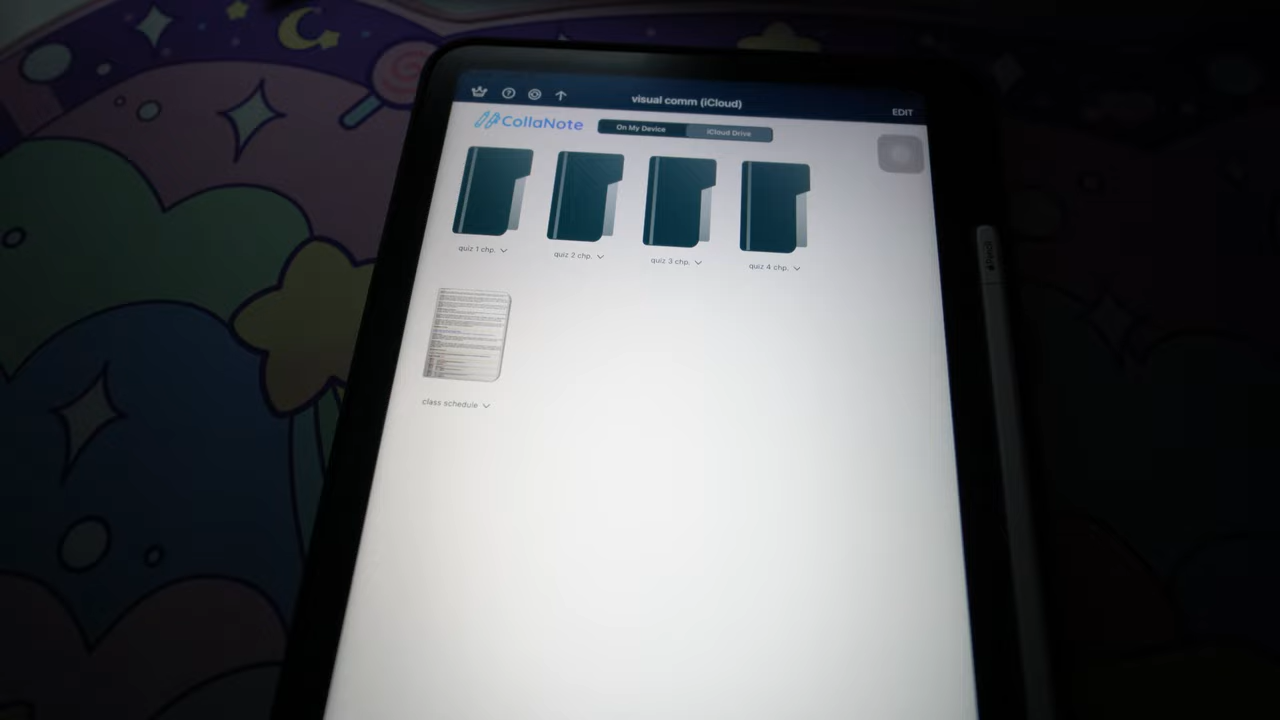 visual comm (iCloud)
EDIT
CollaNote
On My Device
iCloud Drive
quiz 1 chp.
quiz 2 chp.
quiz 3 chp.
quiz 4 chp.
class schedule